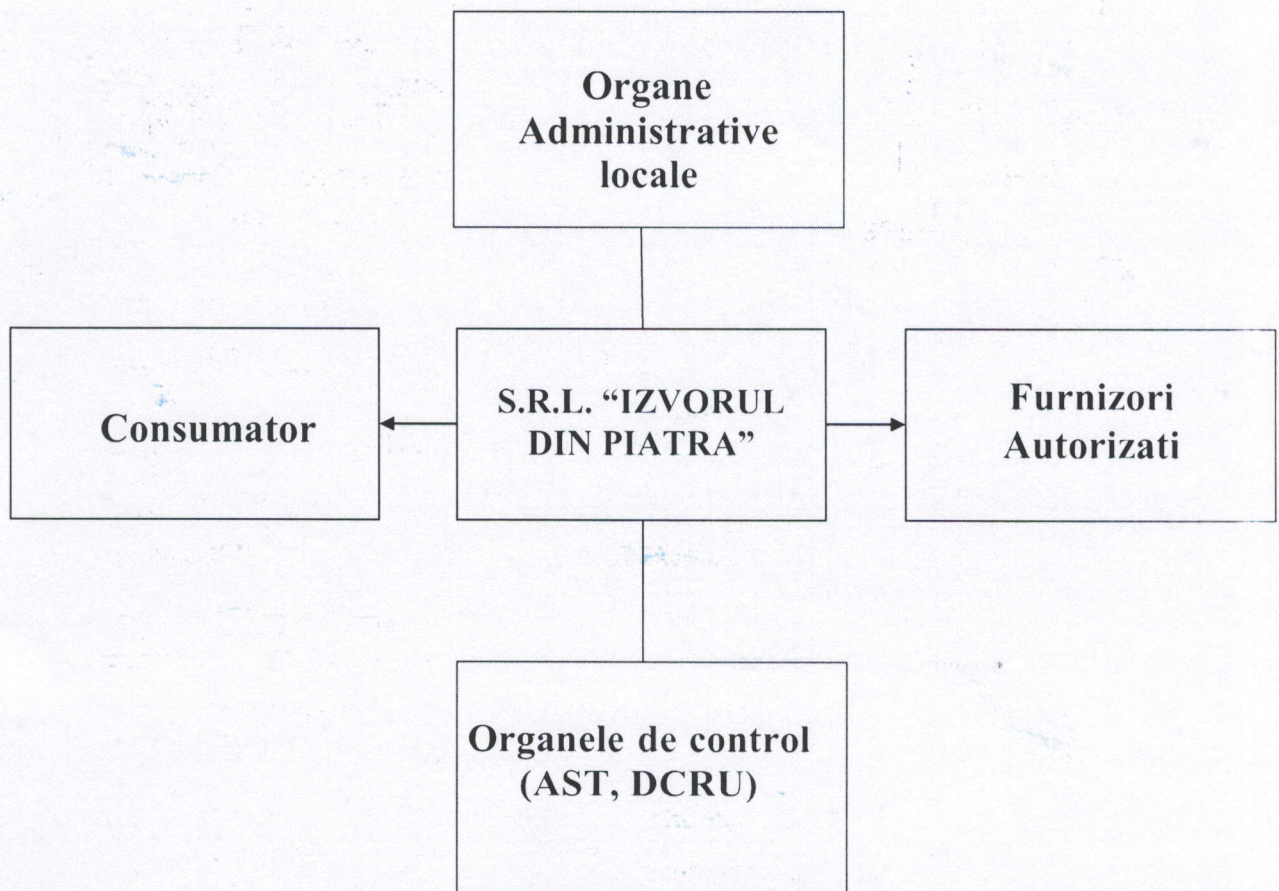 Organe
Administrative
locale
Consumator
S.R.L. “IZVORUL
DIN PIATRA”
Furnizori
Autorizati
Organele de control
(AST, DCRU)